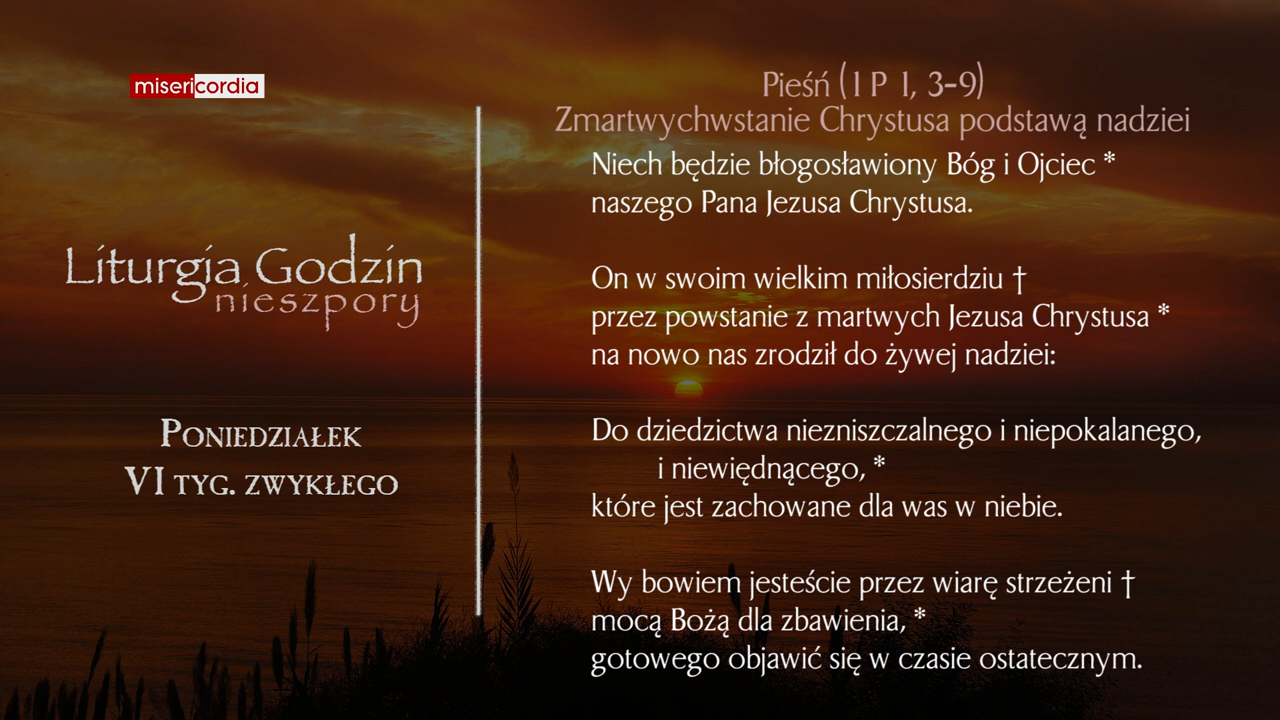 misericordia
Liturgia Godzin
nieszpory
Poniedziałek
VI tyg. zwykłego
Pieśń (1 P 1, 3-9)
Zmartwychwstanie Chrystusa podstawą nadziei
Niech będzie błogosławiony Bóg i Ojciec *
naszego Pana Jezusa Chrystusa.
On w swoim wielkim miłosierdziu †
przez powstanie z martwych Jezusa Chrystusa *
na nowo nas zrodził do żywej nadziei:
Do dziedzictwa niezniszczalnego i niepokalanego,
i niewiędnącego, *
które jest zachowane dla was w niebie.
Wy bowiem jesteście przez wiarę strzeżeni †
mocą Bożą dla zbawienia, *
gotowego objawić się w czasie ostatecznym.